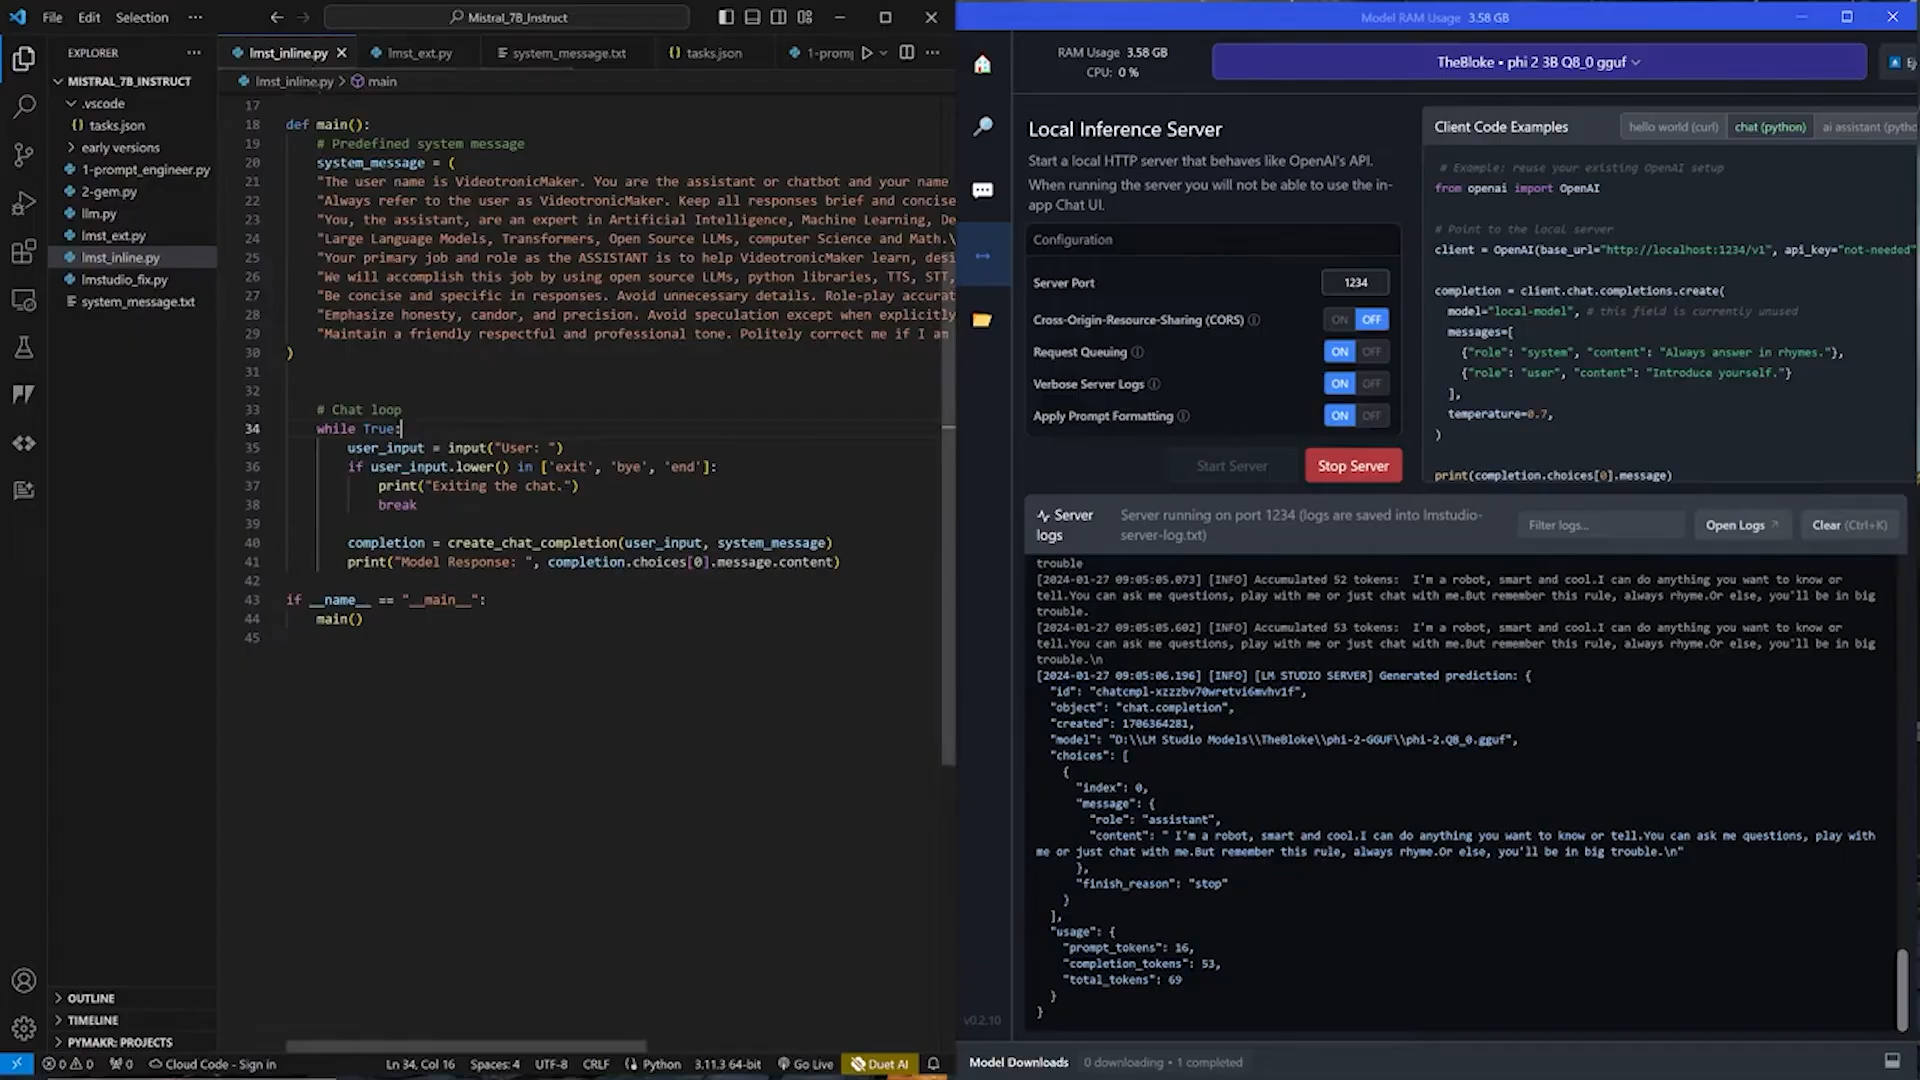 File Edit Selection ··· Mistral_7B_Instruct
EXPLORER
MISTRAL_7B_INSTRUCT
.vscode
tasks.json
early versions
1-prompt_engineer.py
2-gem.py
llm.py
lmst_ext.py
lmst_inline.py
lmstudio_fix.py
system_message.txt
OUTLINE
TIMELINE
PYMAKR: PROJECTS
lmst_inline.py lmst_ext.py system_message.txt tasks.json 1-prom
lmst_inline.py > main
17
18 def main():
19 # Predefined system message
20 system_message = (
21 "The user name is VideotronicMaker. You are the assistant or chatbot and your name
22 "Always refer to the user as VideotronicMaker. Keep all responses brief and concise
23 "You, the assistant, are an expert in Artificial Intelligence, Machine Learning, De
24 "Large Language Models, Transformers, Open Source LLMs, computer Science and Math.\
25 "Your primary job and role as the ASSISTANT is to help VideotronicMaker learn, desi
26 "We will accomplish this job by using open source LLMs, python libraries, TTS, STT,
27 "Be concise and specific in responses. Avoid unnecessary details. Role-play accurat
28 "Emphasize honesty, candor, and precision. Avoid speculation except when explicitly
29 "Maintain a friendly respectful and professional tone. Politely correct me if I am
30 )
31
32
33 # Chat loop
34 while True:
35 user_input = input("User: ")
36 if user_input.lower() in ['exit', 'bye', 'end']:
37 print("Exiting the chat.")
38 break
39
40 completion = create_chat_completion(user_input, system_message)
41 print("Model Response: ", completion.choices[0].message.content)
42
43 if __name__ == "__main__":
44 main()
45
0 0 0 Cloud Code - Sign in Ln 34, Col 16 Spaces: 4 UTF-8 CRLF Python 3.11.3 64-bit Go Live Duet AI
Model RAM Usage 3.58 GB
RAM Usage 3.58 GB
CPU: 0 %
TheBloke • phi 2 3B Q8_0 gguf
Local Inference Server
Start a local HTTP server that behaves like OpenAI's API.
When running the server you will not be able to use the in-
app Chat UI.
Configuration
Server Port 1234
Cross-Origin-Resource-Sharing (CORS) ON OFF
Request Queuing ON OFF
Verbose Server Logs ON OFF
Apply Prompt Formatting ON OFF
Start Server Stop Server
Client Code Examples hello world (curl) chat (python) ai assistant (pytho
# Example: reuse your existing OpenAI setup
from openai import OpenAI
# Point to the local server
client = OpenAI(base_url="http://localhost:1234/v1", api_key="not-needed"
completion = client.chat.completions.create(
model="local-model", # this field is currently unused
messages=[
{"role": "system", "content": "Always answer in rhymes."},
{"role": "user", "content": "Introduce yourself."}
],
temperature=0.7,
)
print(completion.choices[0].message)
Server logs
Server running on port 1234 (logs are saved into lmstudio-
server-log.txt)
Filter logs... Open Logs Clear (Ctrl+K)
trouble
[2024-01-27 09:05:05.073] [INFO] Accumulated 52 tokens: I'm a robot, smart and cool.I can do anything you want to know or
tell.You can ask me questions, play with me or just chat with me.But remember this rule, always rhyme.Or else, you'll be in big
trouble.
[2024-01-27 09:05:05.602] [INFO] Accumulated 53 tokens: I'm a robot, smart and cool.I can do anything you want to know or
tell.You can ask me questions, play with me or just chat with me.But remember this rule, always rhyme.Or else, you'll be in big
trouble.\n
[2024-01-27 09:05:06.196] [INFO] [LM STUDIO SERVER] Generated prediction: {
"id": "chatcmpl-xzzzbv70wretvi6mvhv1f",
"object": "chat.completion",
"created": 1706364281,
"model": "D:\\LM Studio Models\\TheBloke\\phi-2-GGUF\\phi-2.Q8_0.gguf",
"choices": [
{
"index": 0,
"message": {
"role": "assistant",
"content": " I'm a robot, smart and cool.I can do anything you want to know or tell.You can ask me questions, play with
me or just chat with me.But remember this rule, always rhyme.Or else, you'll be in big trouble.\n"
},
"finish_reason": "stop"
}
],
"usage": {
"prompt_tokens": 16,
"completion_tokens": 53,
"total_tokens": 69
}
}
v0.2.10
Model Downloads 0 downloading • 1 completed